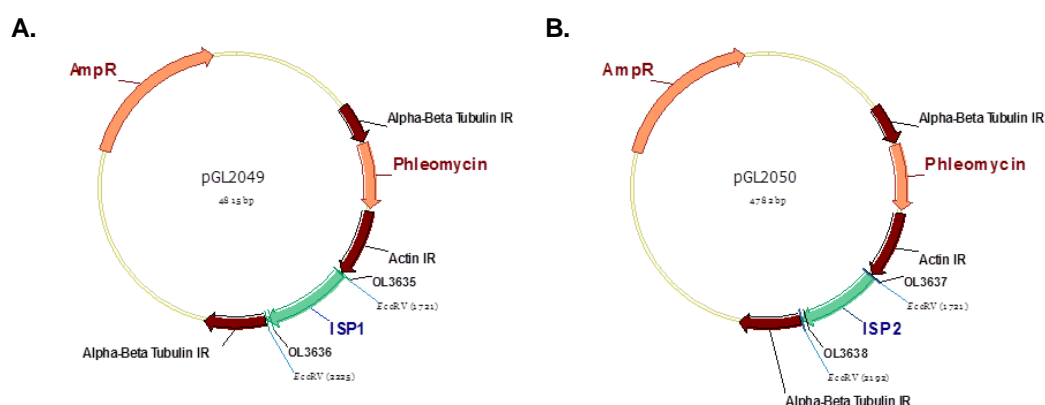 A.
AmpR
Alpha-Beta Tubulin IR
Phleomycin
pGL2049
4815bp
Actin IR
OL3635
EcoRV (1721)
ISP1
OL3636
EcoRV (2225)
Alpha-Beta Tubulin IR
B.
AmpR
Alpha-Beta Tubulin IR
Phleomycin
pGL2050
4782bp
Actin IR
OL3637
EcoRV (1721)
ISP2
OL3638
EcoRV (2192)
Alpha-Beta Tubulin IR